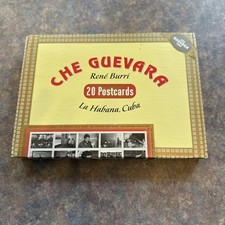 CHE GUEVARA
René Burri
20 Postcards
La Habana, Cuba